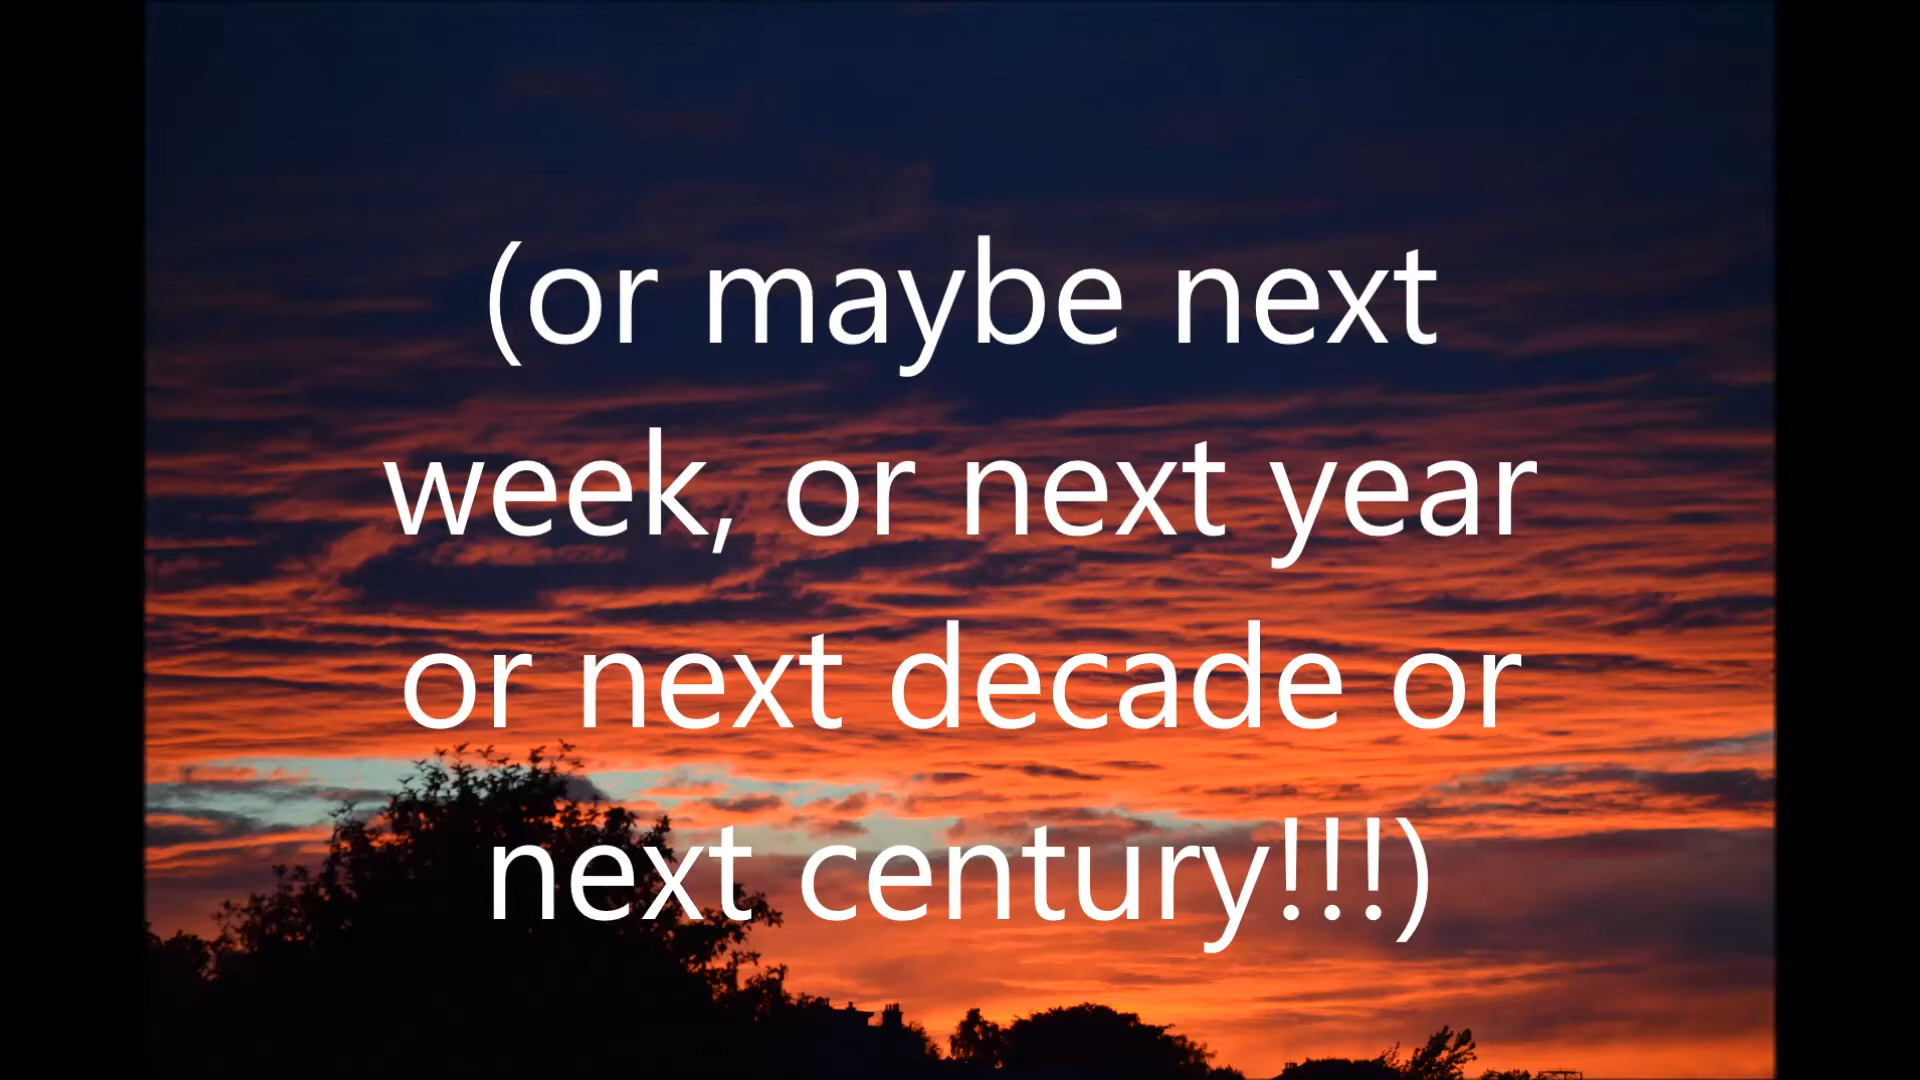 (or maybe next
week, or next year
or next decade or
next century!!!)